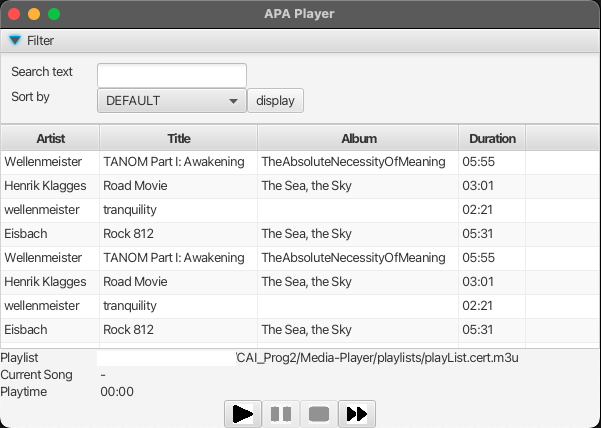 APA Player
Filter
Search text
Sort by DEFAULT display
Artist Title Album Duration
Wellenmeister TANOM Part I: Awakening TheAbsoluteNecessityOfMeaning 05:55
Henrik Klagges Road Movie The Sea, the Sky 03:01
wellenmeister tranquility 02:21
Eisbach Rock 812 The Sea, the Sky 05:31
Wellenmeister TANOM Part I: Awakening TheAbsoluteNecessityOfMeaning 05:55
Henrik Klagges Road Movie The Sea, the Sky 03:01
wellenmeister tranquility 02:21
Eisbach Rock 812 The Sea, the Sky 05:31
Playlist /CAI_Prog2/Media-Player/playlists/playList.cert.m3u
Current Song -
Playtime 00:00